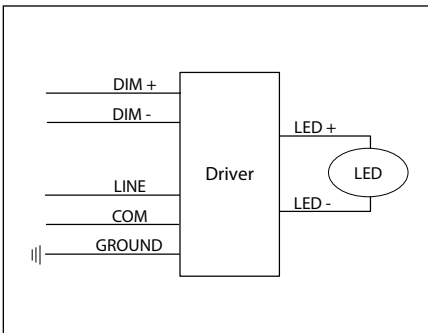 DIM +
DIM -
LINE
COM
GROUND
Driver
LED +
LED -
LED